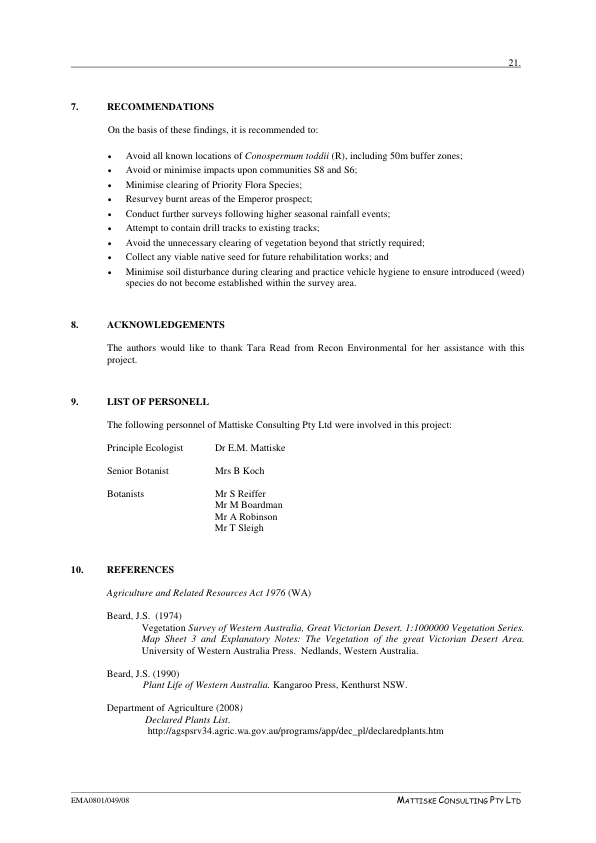 21.
7. RECOMMENDATIONS
On the basis of these findings, it is recommended to:
• Avoid all known locations of Conospermum toddii (R), including 50m buffer zones;
• Avoid or minimise impacts upon communities S8 and S6;
• Minimise clearing of Priority Flora Species;
• Resurvey burnt areas of the Emperor prospect;
• Conduct further surveys following higher seasonal rainfall events;
• Attempt to contain drill tracks to existing tracks;
• Avoid the unnecessary clearing of vegetation beyond that strictly required;
• Collect any viable native seed for future rehabilitation works; and
• Minimise soil disturbance during clearing and practice vehicle hygiene to ensure introduced (weed)
species do not become established within the survey area.
8. ACKNOWLEDGEMENTS
The authors would like to thank Tara Read from Recon Environmental for her assistance with this
project.
9. LIST OF PERSONELL
The following personnel of Mattiske Consulting Pty Ltd were involved in this project:
Principle Ecologist Dr E.M. Mattiske
Senior Botanist Mrs B Koch
Botanists Mr S Reiffer
Mr M Boardman
Mr A Robinson
Mr T Sleigh
10. REFERENCES
Agriculture and Related Resources Act 1976 (WA)
Beard, J.S. (1974)
Vegetation Survey of Western Australia, Great Victorian Desert. 1:1000000 Vegetation Series.
Map Sheet 3 and Explanatory Notes: The Vegetation of the great Victorian Desert Area.
University of Western Australia Press. Nedlands, Western Australia.
Beard, J.S. (1990)
Plant Life of Western Australia. Kangaroo Press, Kenthurst NSW.
Department of Agriculture (2008)
Declared Plants List.
http://agspsrv34.agric.wa.gov.au/programs/app/dec_pl/declaredplants.htm
EMA0801/049/08 MATTISKE CONSULTING PTY LTD